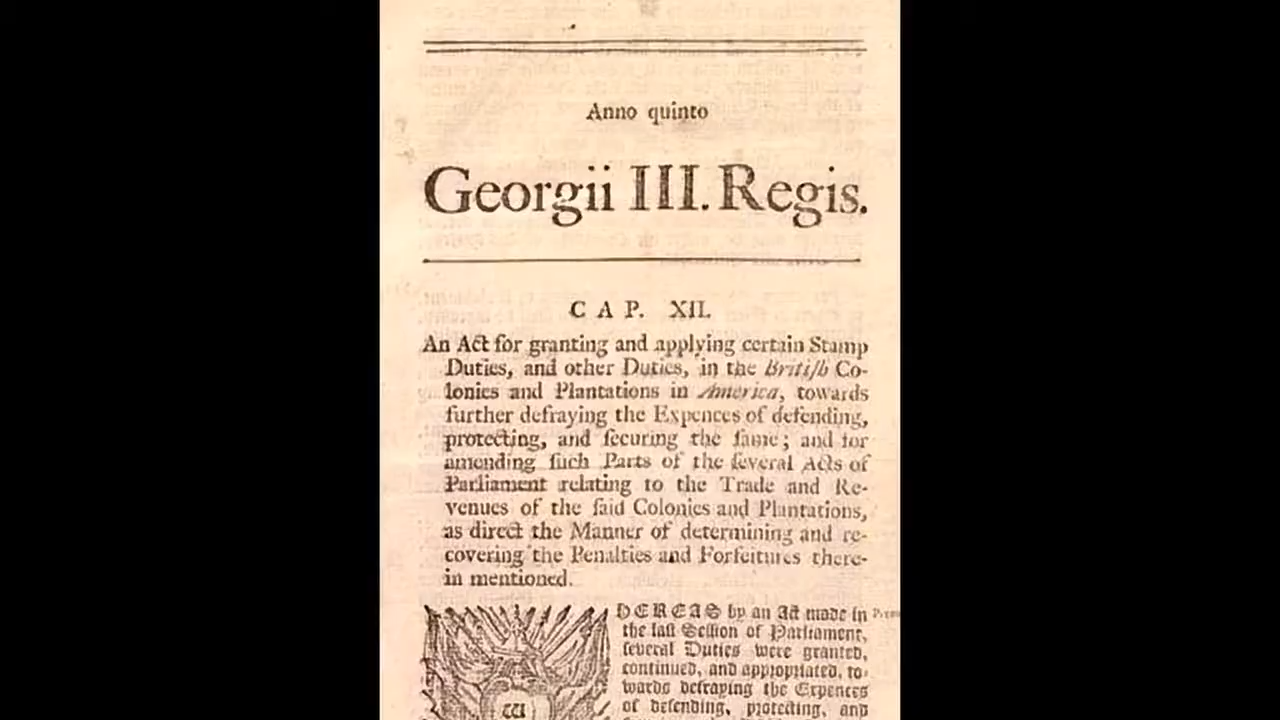 Anno quinto
Georgii III. Regis.
CAP. XII.
An Act for granting and applying certain Stamp
Duties, and other Duties, in the Britiſh Co-
lonies and Plantations in America, towards
further defraying the Expences of defending,
protecting, and ſecuring the ſame; and for
amending ſuch Parts of the ſeveral Acts of
Parliament relating to the Trade and Re-
venues of the ſaid Colonies and Plantations,
as direct the Manner of determining and re-
covering the Penalties and Forfeitures there-
in mentioned.
W
HEREAS by an Act made in
the laſt Seſſion of Parliament,
ſeveral Duties were granted,
continued, and appropriated, to-
wards defraying the Expences
of defending, protecting, and